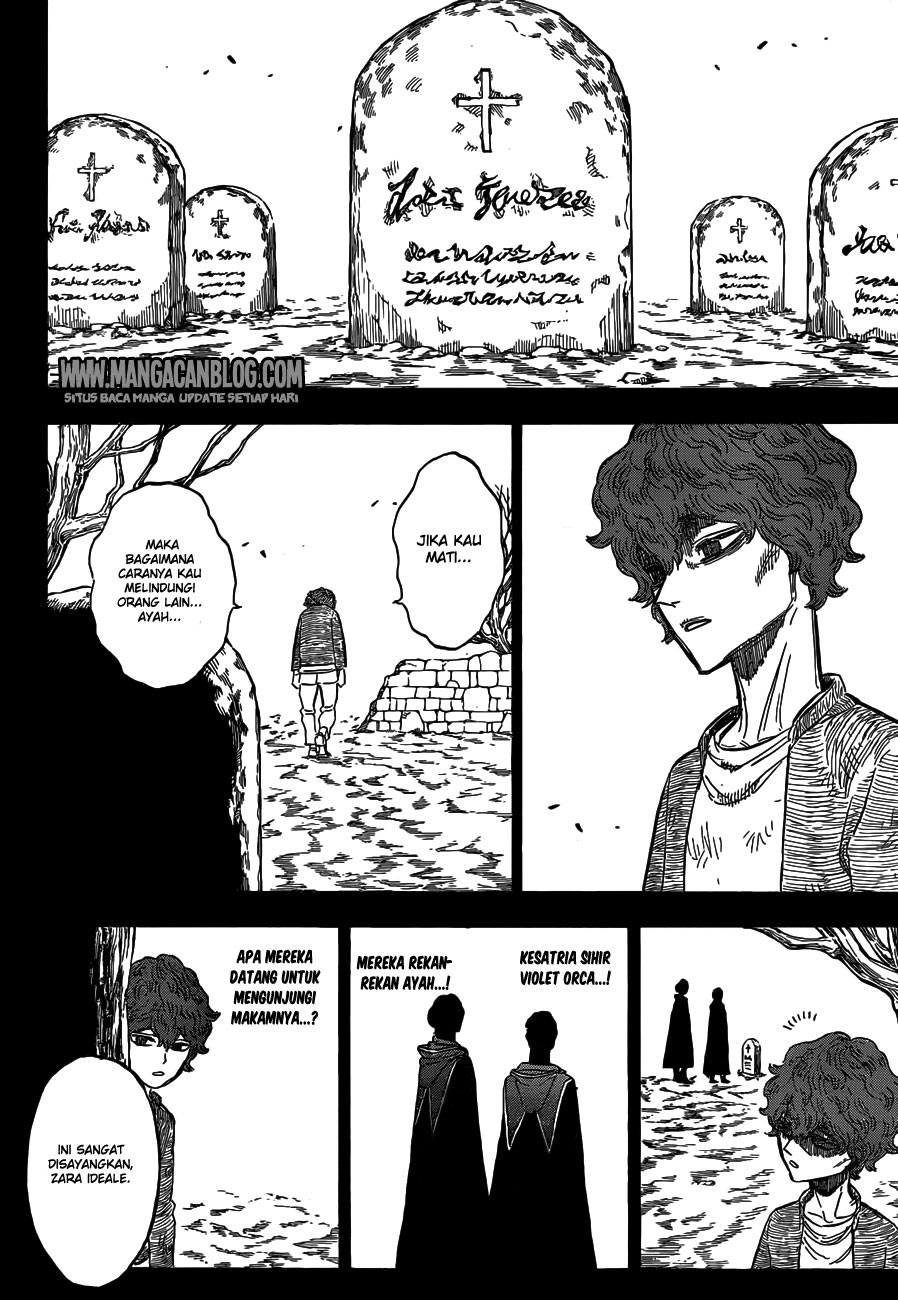 WWW.MANGACANBLOG.COM
SITUS BACA MANGA UPDATE SETIAP HARI
JIKA KAU
MATI...
MAKA
BAGAIMANA
CARANYA KAU
MELINDUNGI
ORANG LAIN...
AYAH...
KESATRIA SIHIR
VIOLET ORCA...!
MEREKA REKAN-
REKAN AYAH...!
APA MEREKA
DATANG UNTUK
MENGUNJUNGI
MAKAMNYA...?
INI SANGAT
DISAYANGKAN,
ZARA IDEALE.